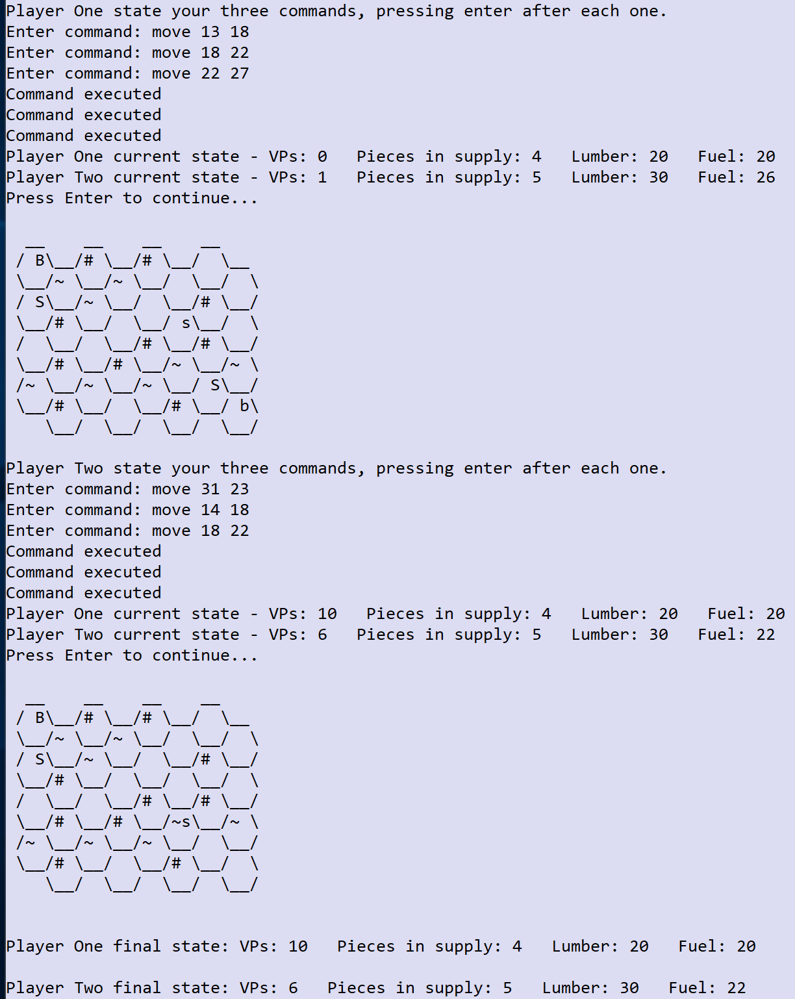 Player One state your three commands, pressing enter after each one.
Enter command: move 13 18
Enter command: move 18 22
Enter command: move 22 27
Command executed
Command executed
Command executed
Player One current state - VPs: 0   Pieces in supply: 4   Lumber: 20   Fuel: 20
Player Two current state - VPs: 1   Pieces in supply: 5   Lumber: 30   Fuel: 26
Press Enter to continue...
  __    __    __    __
 / B\__/# \__/# \__/  \__
 \__/~ \__/~ \__/  \__/  \
 / S\__/~ \__/  \__/# \__/
 \__/# \__/  \__/ s\__/  \
 /  \__/  \__/# \__/# \__/
 \__/# \__/# \__/~ \__/~ \
 /~ \__/~ \__/~ \__/ S\__/
 \__/# \__/  \__/# \__/ b\
    \__/  \__/  \__/  \__/
Player Two state your three commands, pressing enter after each one.
Enter command: move 31 23
Enter command: move 14 18
Enter command: move 18 22
Command executed
Command executed
Command executed
Player One current state - VPs: 10   Pieces in supply: 4   Lumber: 20   Fuel: 20
Player Two current state - VPs: 6   Pieces in supply: 5   Lumber: 30   Fuel: 22
Press Enter to continue...
  __    __    __    __
 / B\__/# \__/# \__/  \__
 \__/~ \__/~ \__/  \__/  \
 / S\__/~ \__/  \__/# \__/
 \__/# \__/  \__/  \__/  \
 /  \__/  \__/# \__/# \__/
 \__/# \__/# \__/~s\__/~ \
 /~ \__/~ \__/~ \__/  \__/
 \__/# \__/  \__/# \__/  \
    \__/  \__/  \__/  \__/
Player One final state: VPs: 10   Pieces in supply: 4   Lumber: 20   Fuel: 20
Player Two final state: VPs: 6   Pieces in supply: 5   Lumber: 30   Fuel: 22